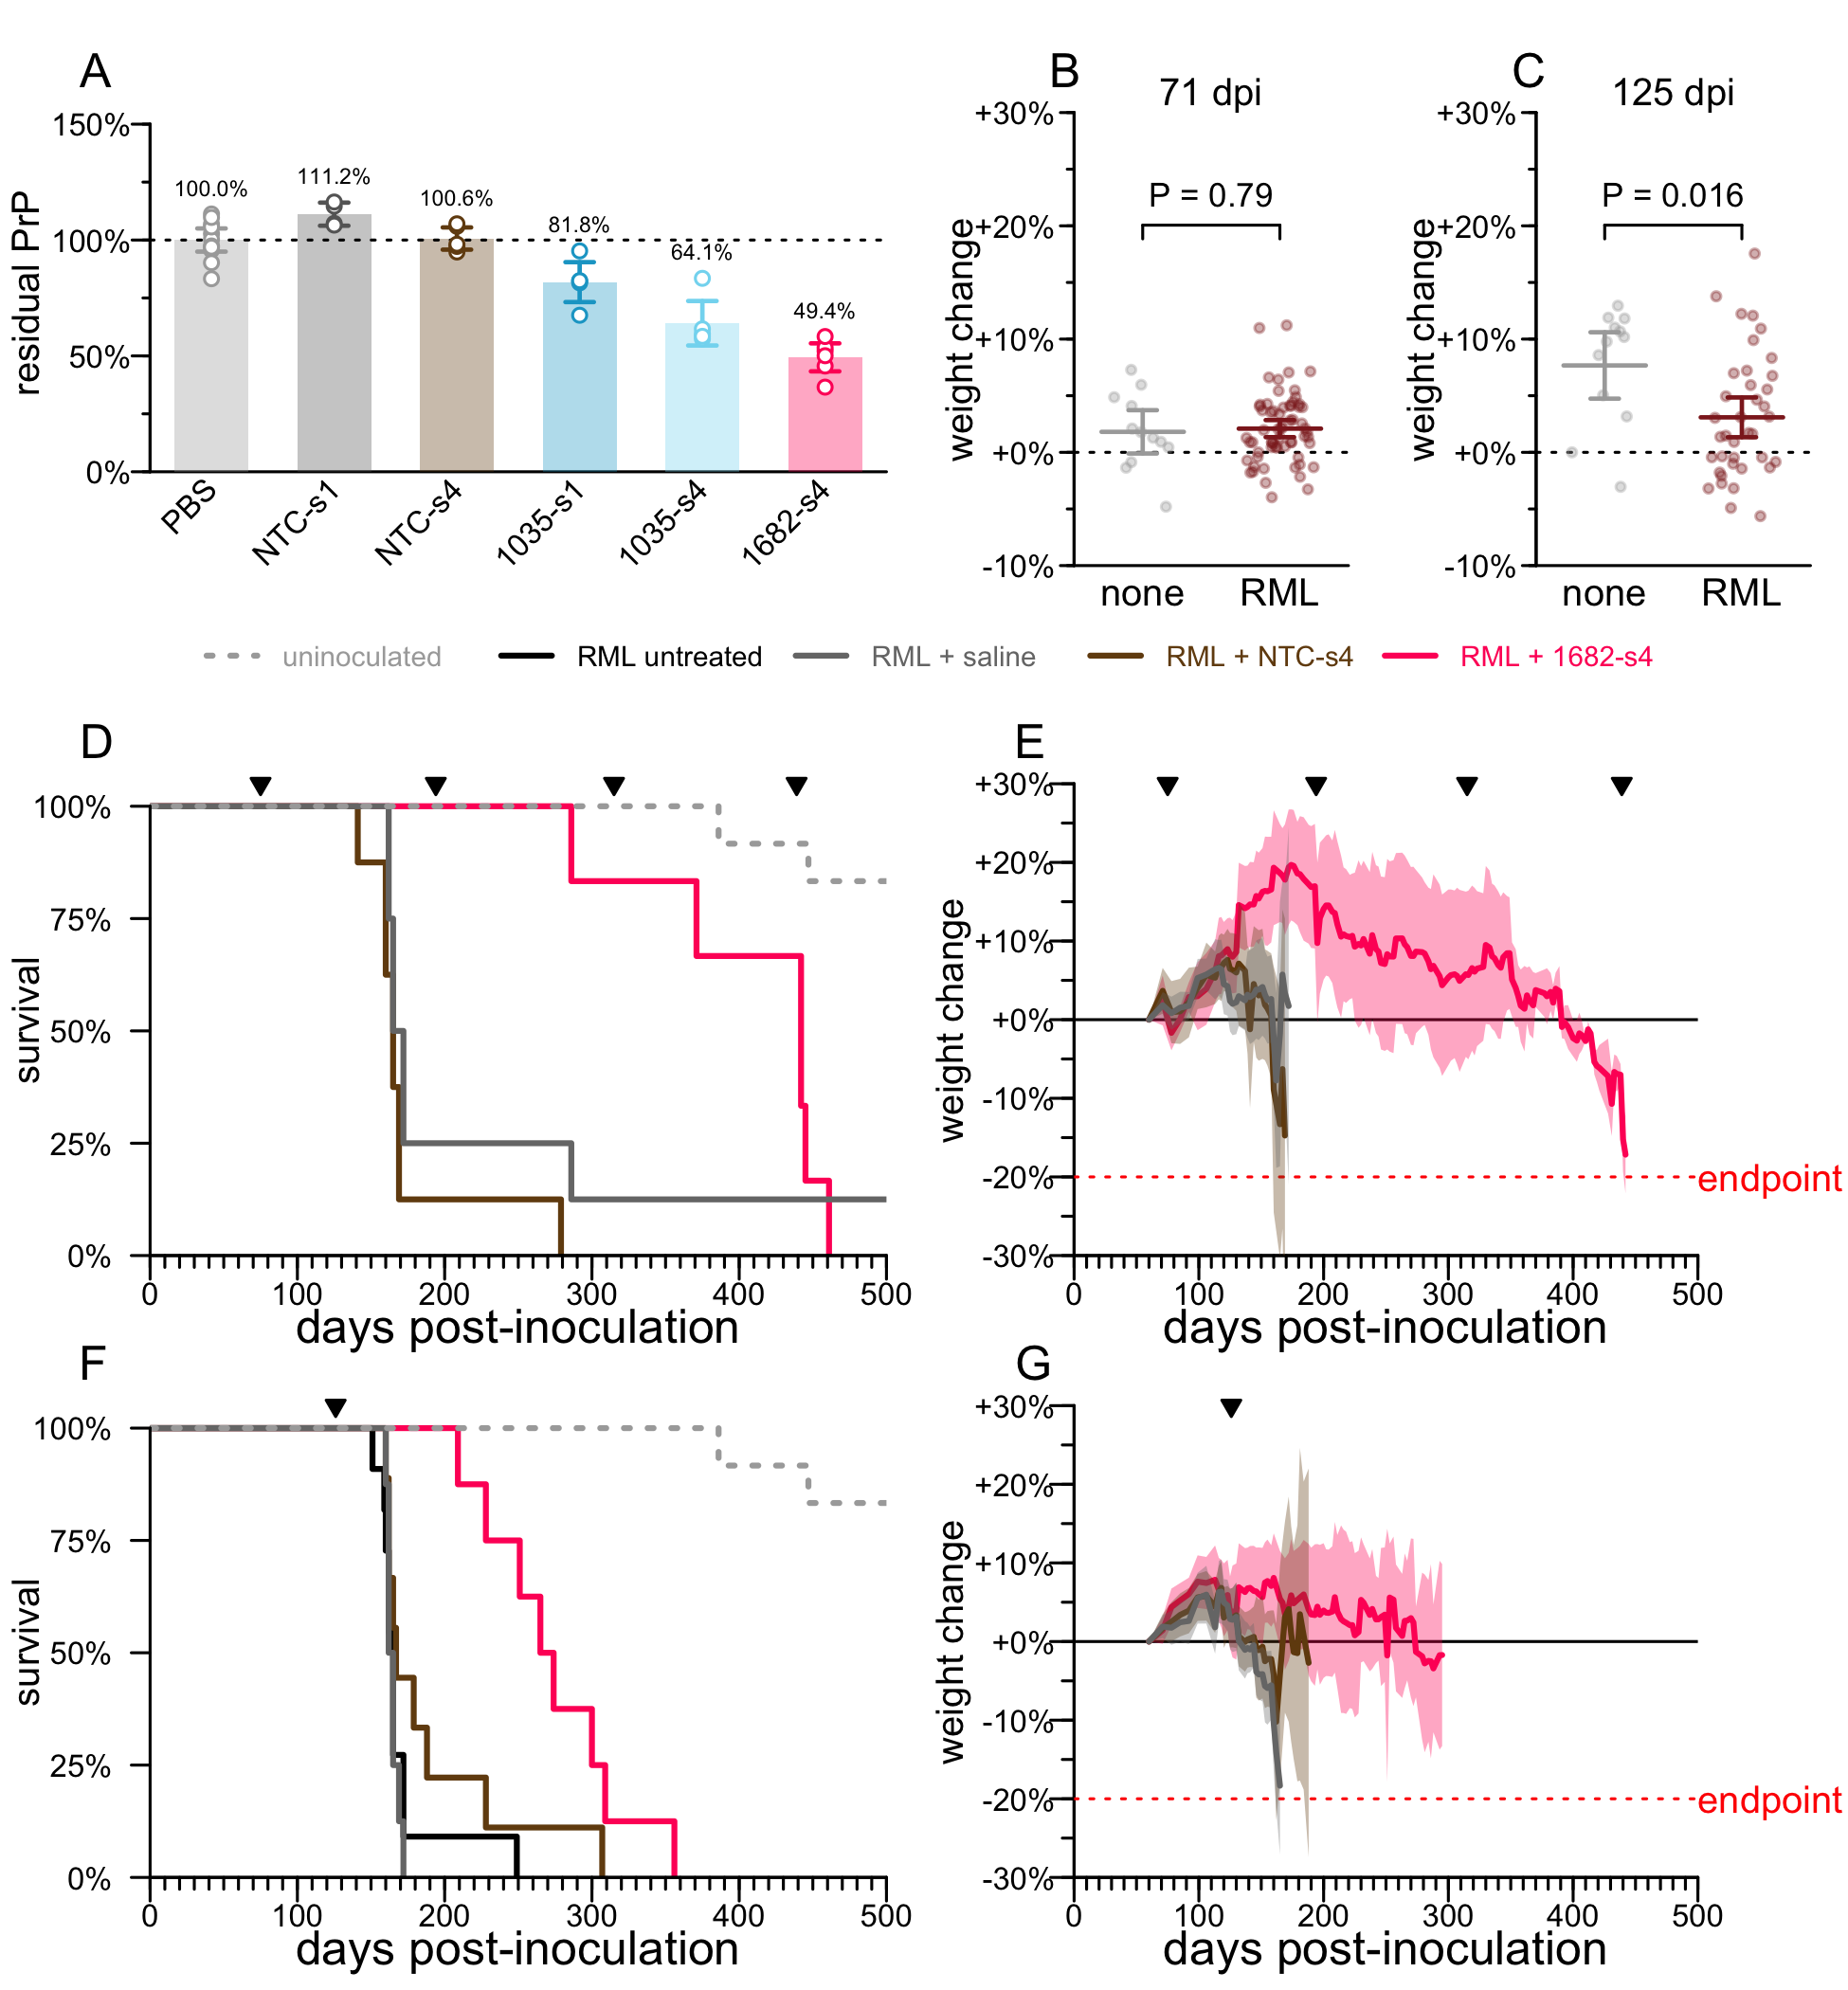 A
150%
100%
50%
0%
residual PrP
100.0%
111.2%
100.6%
81.8%
64.1%
49.4%
PBS
NTC-s1
NTC-s4
1035-s1
1035-s4
1682-s4
B
71 dpi
+30%
+20%
+10%
+0%
-10%
weight change
P = 0.79
none
RML
C
125 dpi
+30%
+20%
+10%
+0%
-10%
weight change
P = 0.016
none
RML
uninoculated
RML untreated
RML + saline
RML + NTC-s4
RML + 1682-s4
D
100%
75%
50%
25%
0%
survival
0 100 200 300 400 500
days post-inoculation
E
+30%
+20%
+10%
+0%
-10%
-20%
-30%
weight change
endpoint
0 100 200 300 400 500
days post-inoculation
F
100%
75%
50%
25%
0%
survival
0 100 200 300 400 500
days post-inoculation
G
+30%
+20%
+10%
+0%
-10%
-20%
-30%
weight change
endpoint
0 100 200 300 400 500
days post-inoculation